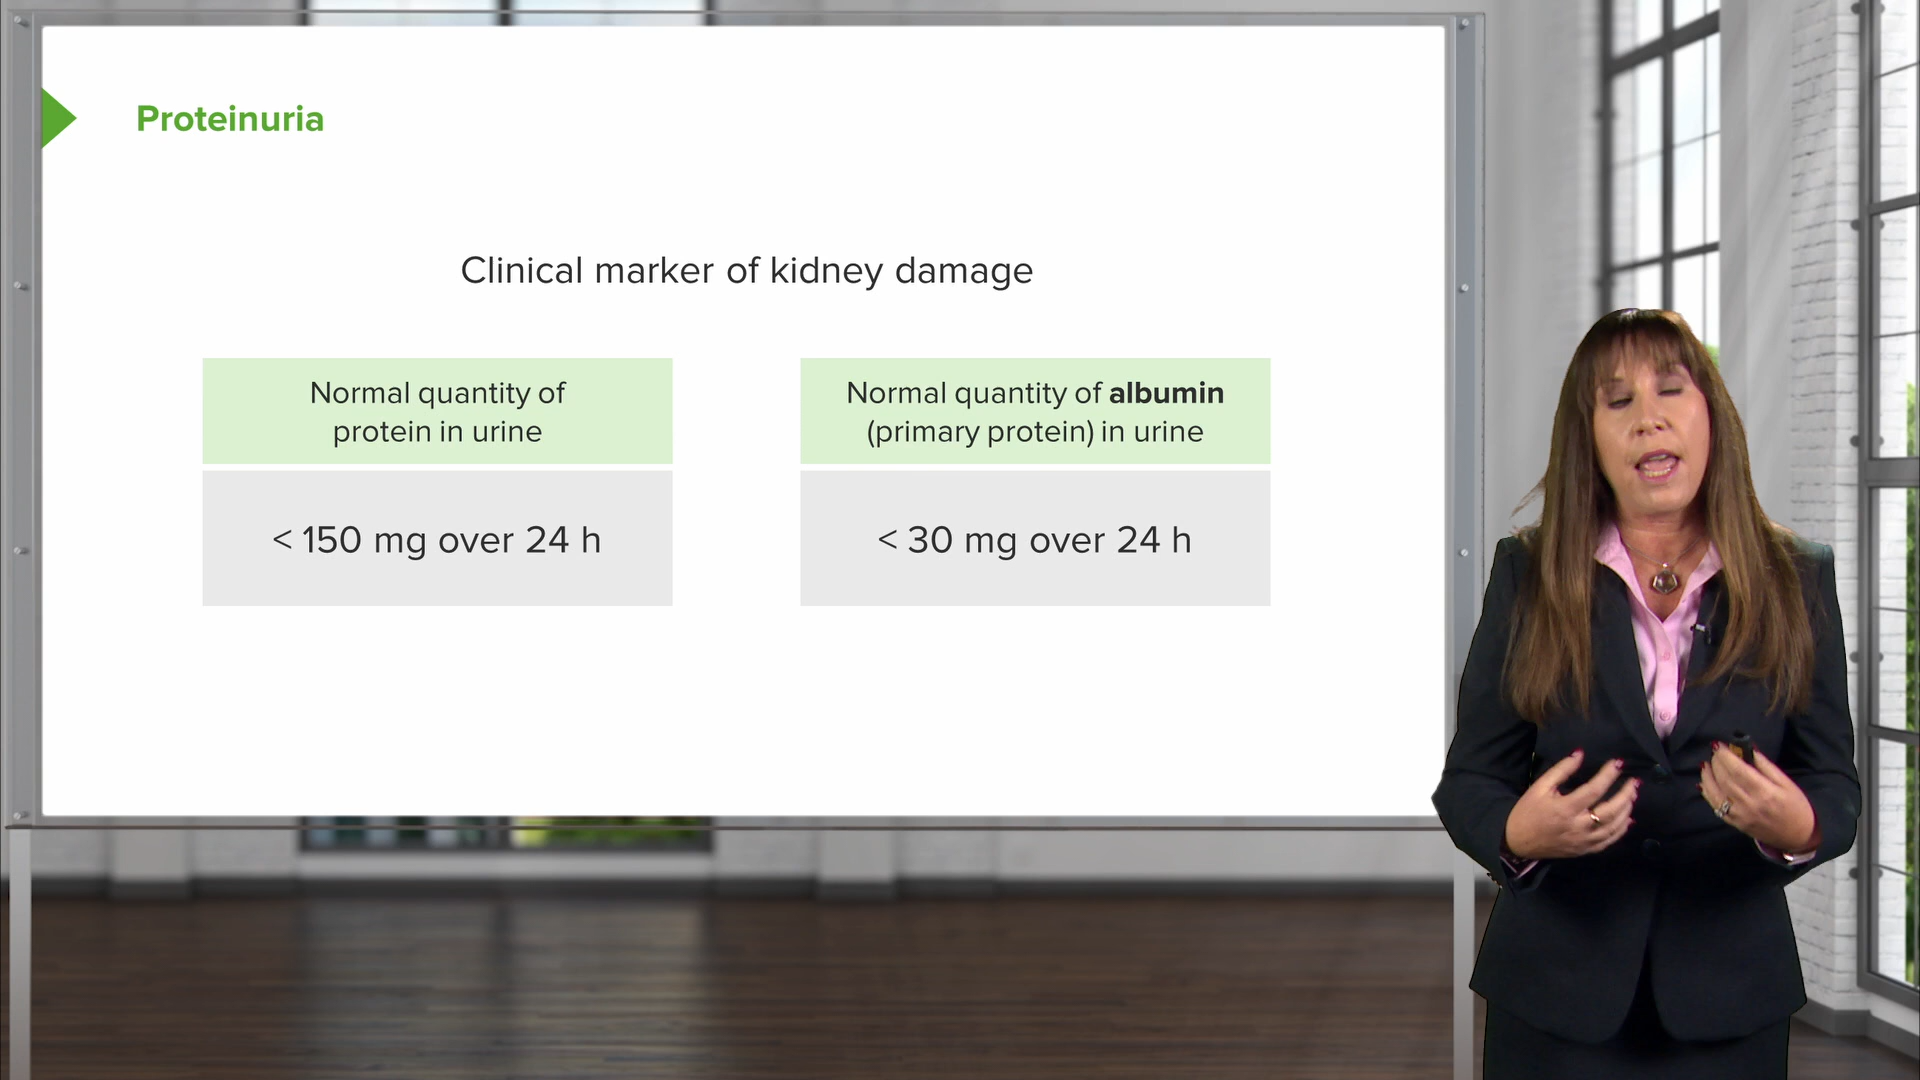 Proteinuria
Clinical marker of kidney damage
Normal quantity of
protein in urine
< 150 mg over 24 h
Normal quantity of albumin
(primary protein) in urine
< 30 mg over 24 h